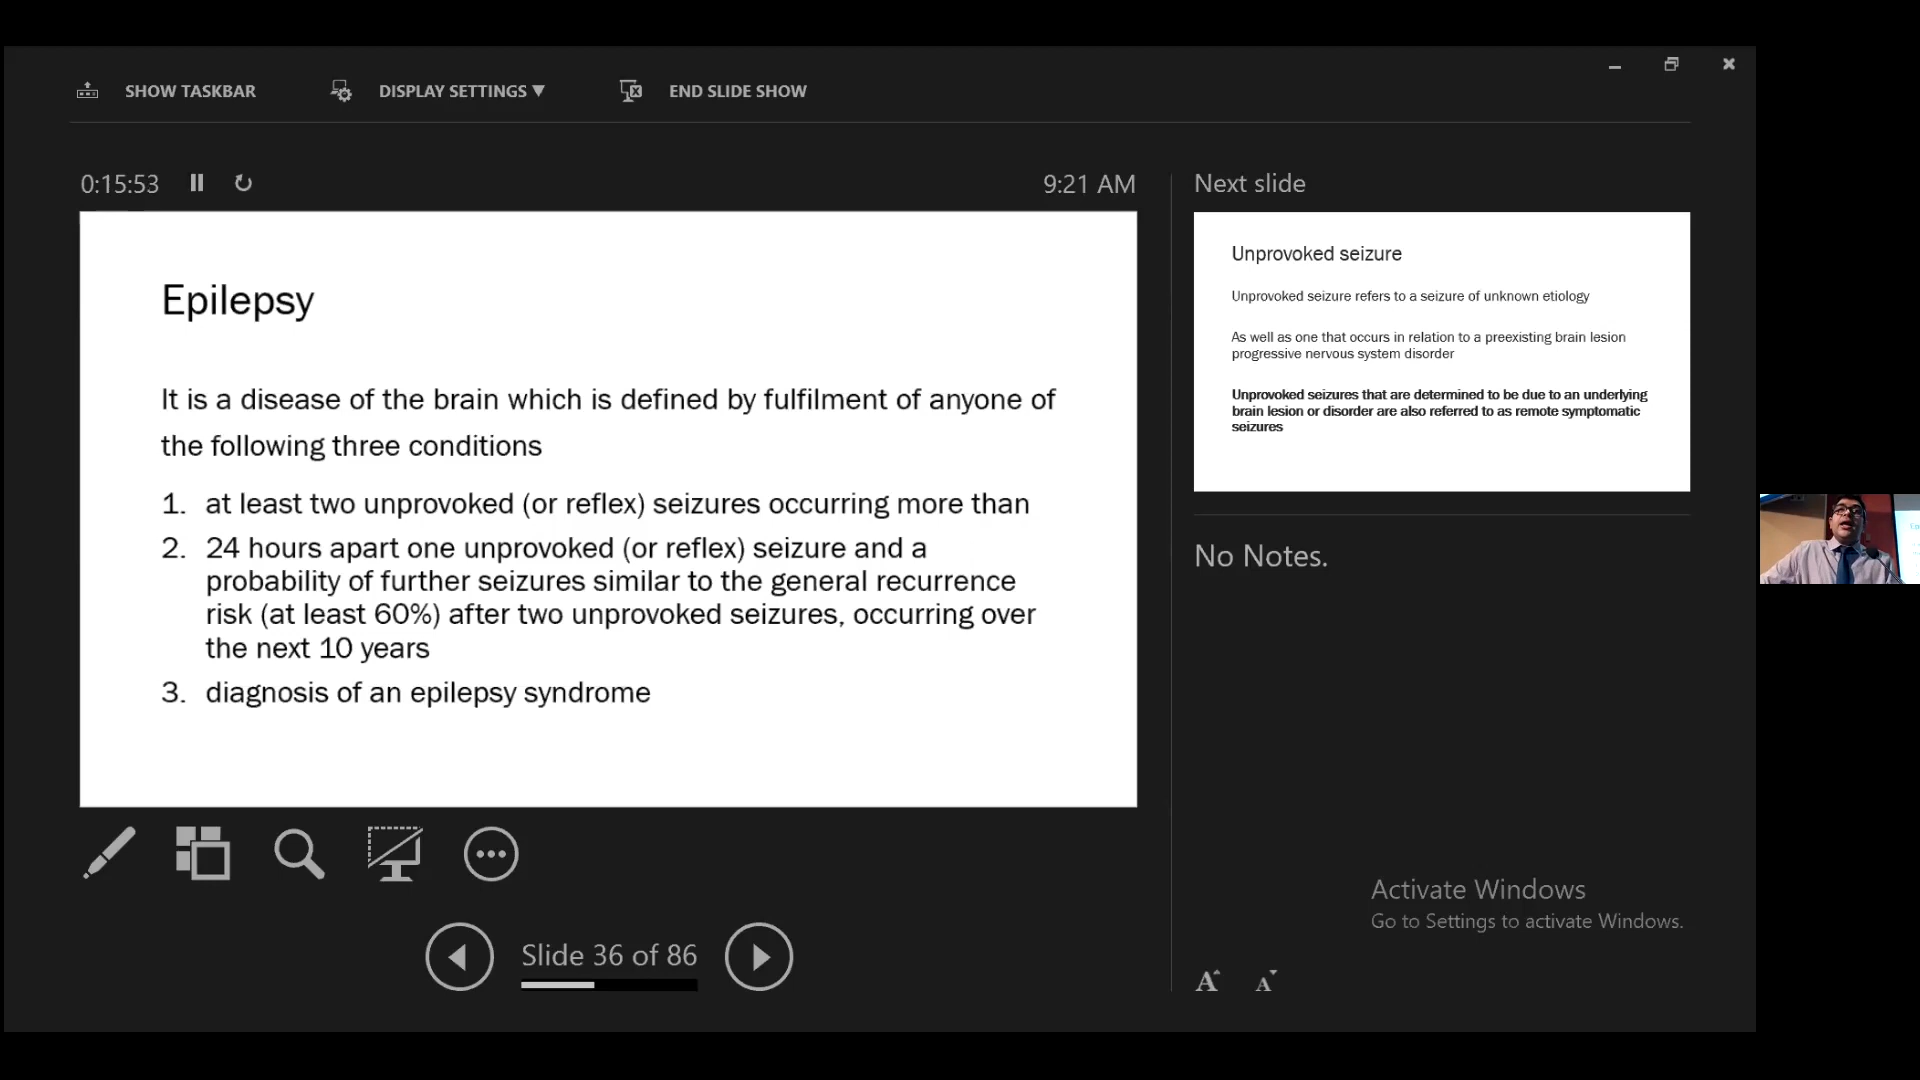 SHOW TASKBAR
DISPLAY SETTINGS ▼
END SLIDE SHOW
0:15:53
9:21 AM
Epilepsy
It is a disease of the brain which is defined by fulfilment of anyone of
the following three conditions
1. at least two unprovoked (or reflex) seizures occurring more than
2. 24 hours apart one unprovoked (or reflex) seizure and a
probability of further seizures similar to the general recurrence
risk (at least 60%) after two unprovoked seizures, occurring over
the next 10 years
3. diagnosis of an epilepsy syndrome
Slide 36 of 86
Next slide
Unprovoked seizure
Unprovoked seizure refers to a seizure of unknown etiology
As well as one that occurs in relation to a preexisting brain lesion
progressive nervous system disorder
Unprovoked seizures that are determined to be due to an underlying
brain lesion or disorder are also referred to as remote symptomatic
seizures
No Notes.
Activate Windows
Go to Settings to activate Windows.
A A